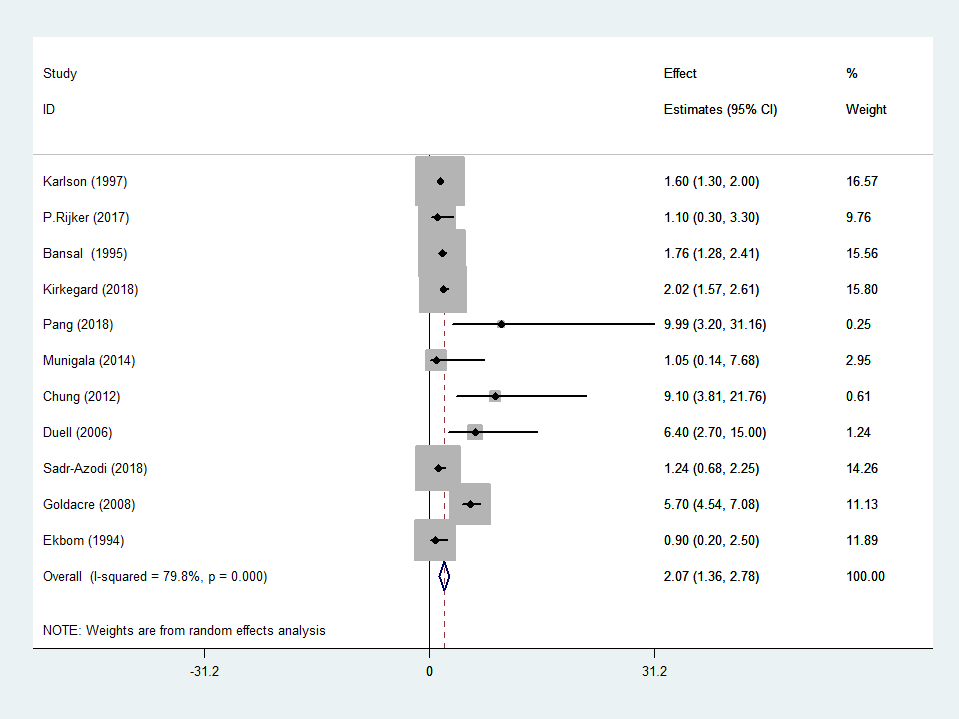 Study Effect %
ID Estimates (95% CI) Weight
Karlson (1997) 1.60 (1.30, 2.00) 16.57
P.Rijker (2017) 1.10 (0.30, 3.30) 9.76
Bansal  (1995) 1.76 (1.28, 2.41) 15.56
Kirkegard (2018) 2.02 (1.57, 2.61) 15.80
Pang (2018) 9.99 (3.20, 31.16) 0.25
Munigala (2014) 1.05 (0.14, 7.68) 2.95
Chung (2012) 9.10 (3.81, 21.76) 0.61
Duell (2006) 6.40 (2.70, 15.00) 1.24
Sadr-Azodi (2018) 1.24 (0.68, 2.25) 14.26
Goldacre (2008) 5.70 (4.54, 7.08) 11.13
Ekbom (1994) 0.90 (0.20, 2.50) 11.89
Overall  (I-squared = 79.8%, p = 0.000) 2.07 (1.36, 2.78) 100.00
NOTE: Weights are from random effects analysis
-31.2 0 31.2